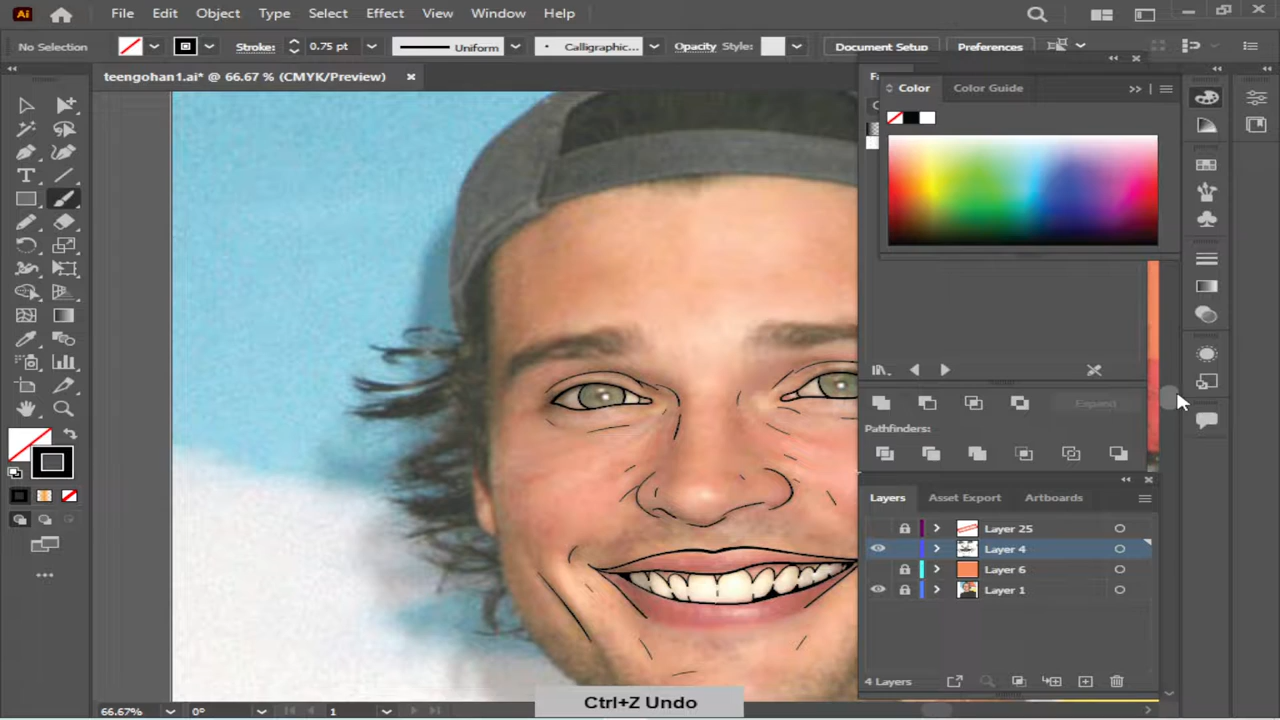 Ai File Edit Object Type Select Effect View Window Help
No Selection Stroke: 0.75 pt Uniform Calligraphic... Opacity Style: Document Setup Preferences
teengohan1.ai* @ 66.67 % (CMYK/Preview)
Color Color Guide
Expand
Pathfinders:
Layers Asset Export Artboards
Layer 25
Layer 4
Layer 6
Layer 1
4 Layers
Ctrl+Z Undo
66.67% 0° 1